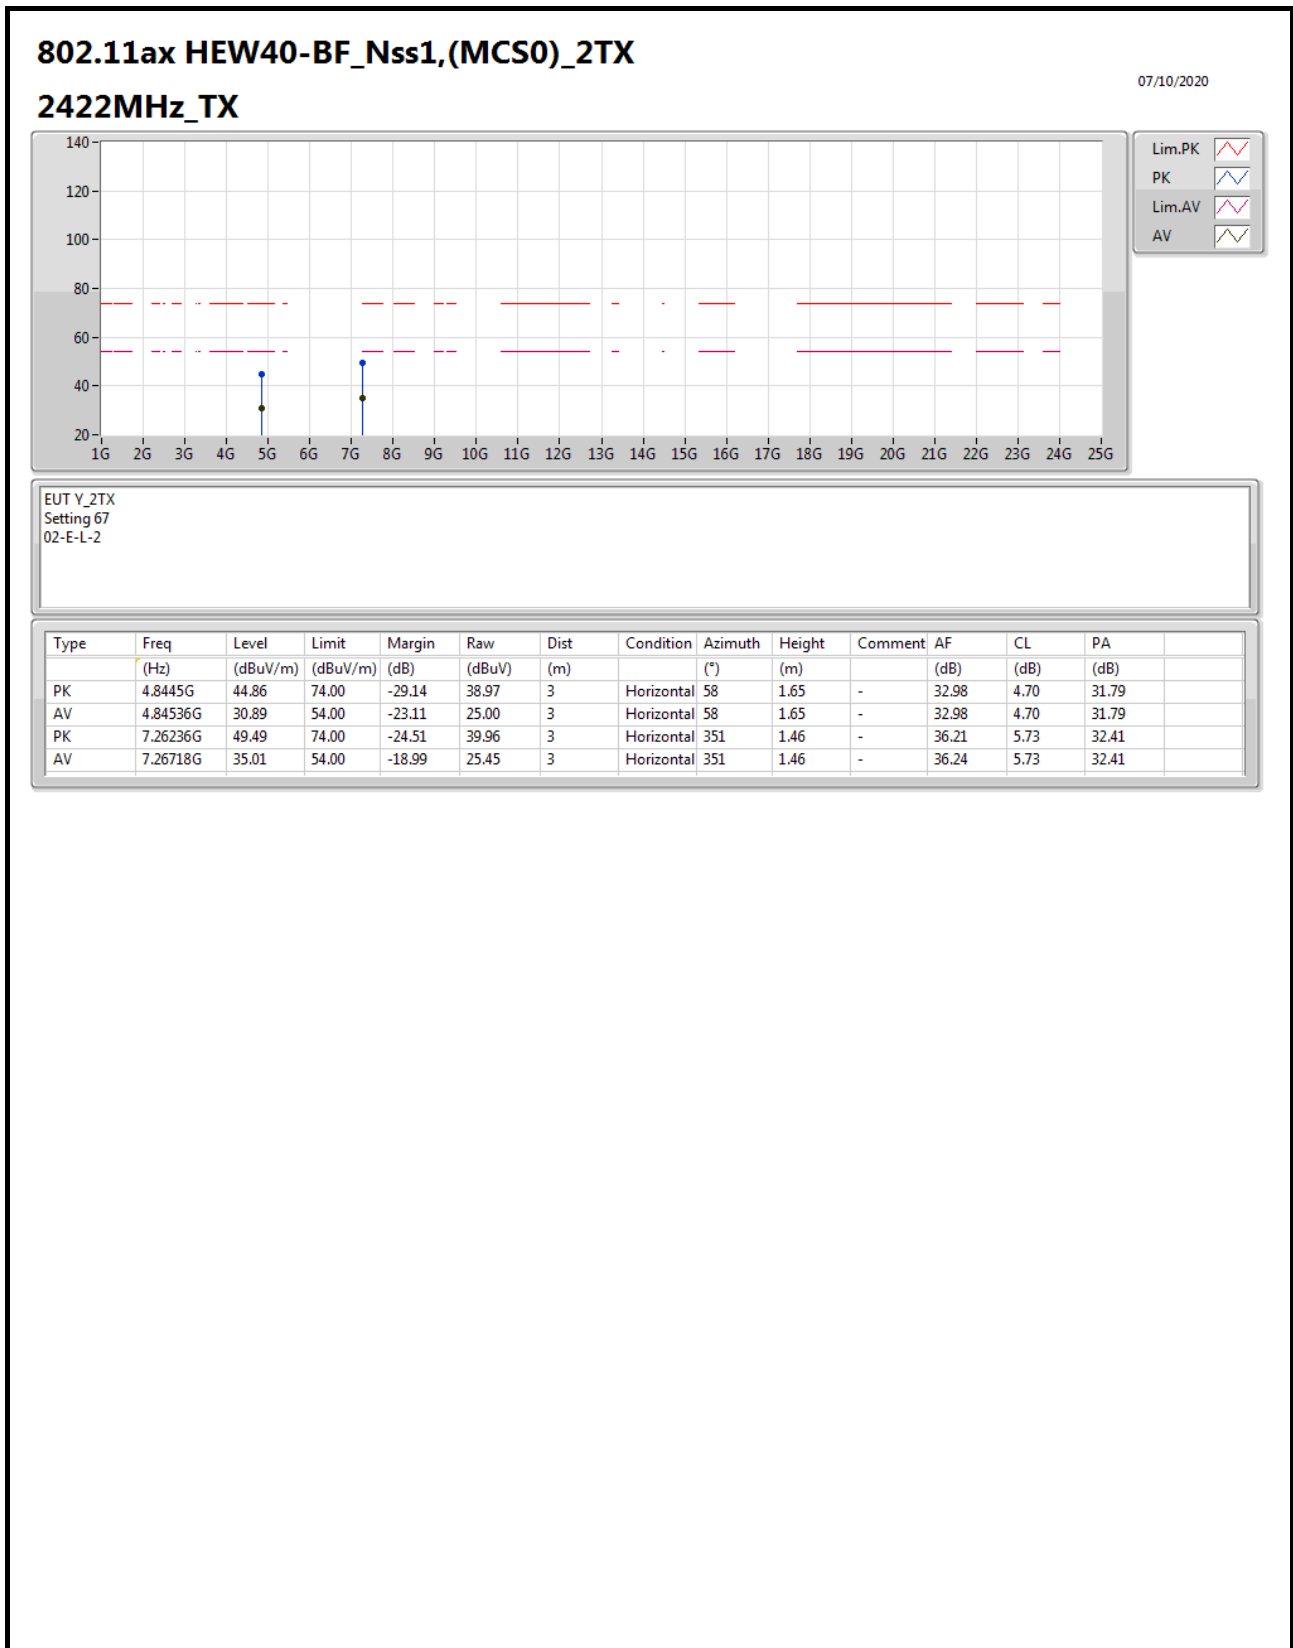 802.11ax HEW40-BF_Nss1,(MCS0)_2TX
07/10/2020
2422MHz_TX
140
120
100
80
60
40
20
1G 2G 3G 4G 5G 6G 7G 8G 9G 10G 11G 12G 13G 14G 15G 16G 17G 18G 19G 20G 21G 22G 23G 24G 25G
Lim.PK
PK
Lim.AV
AV
EUT Y_2TX
Setting 67
02-E-L-2
Type Freq Level Limit Margin Raw Dist Condition Azimuth Height Comment AF CL PA
(Hz) (dBuV/m) (dBuV/m) (dB) (dBuV) (m) (°) (m) (dB) (dB) (dB)
PK 4.8445G 44.86 74.00 -29.14 38.97 3 Horizontal 58 1.65 - 32.98 4.70 31.79
AV 4.84536G 30.89 54.00 -23.11 25.00 3 Horizontal 58 1.65 - 32.98 4.70 31.79
PK 7.26236G 49.49 74.00 -24.51 39.96 3 Horizontal 351 1.46 - 36.21 5.73 32.41
AV 7.26718G 35.01 54.00 -18.99 25.45 3 Horizontal 351 1.46 - 36.24 5.73 32.41